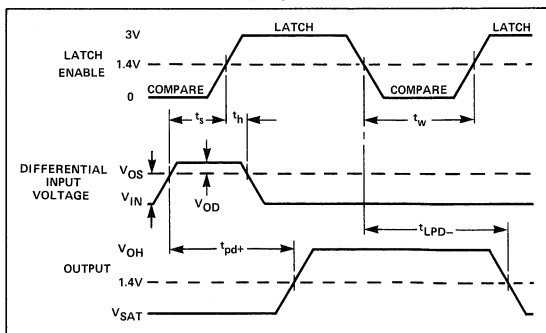 3V
LATCH
LATCH
LATCH
ENABLE
1.4V
COMPARE
COMPARE
0
ts
th
tw
DIFFERENTIAL
INPUT
VOLTAGE
VOS
VIN
VOD
tpd+
tLPD–
VOH
OUTPUT
1.4V
VSAT